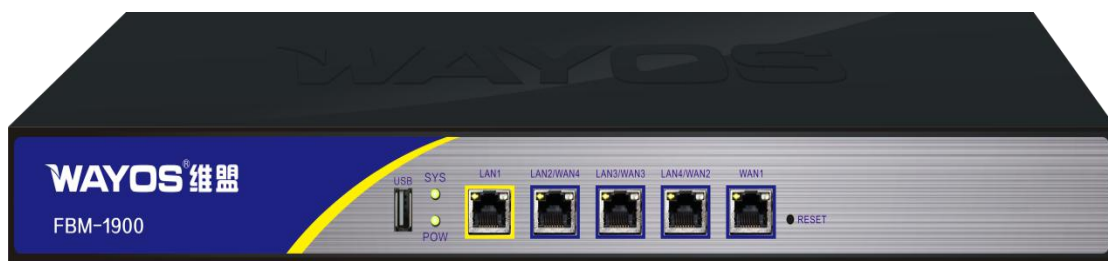 WAYOS
WAYOS®维盟
FBM-1900
USB
SYS
POW
LAN1
LAN2/WAN4
LAN3/WAN3
LAN4/WAN2
WAN1
RESET